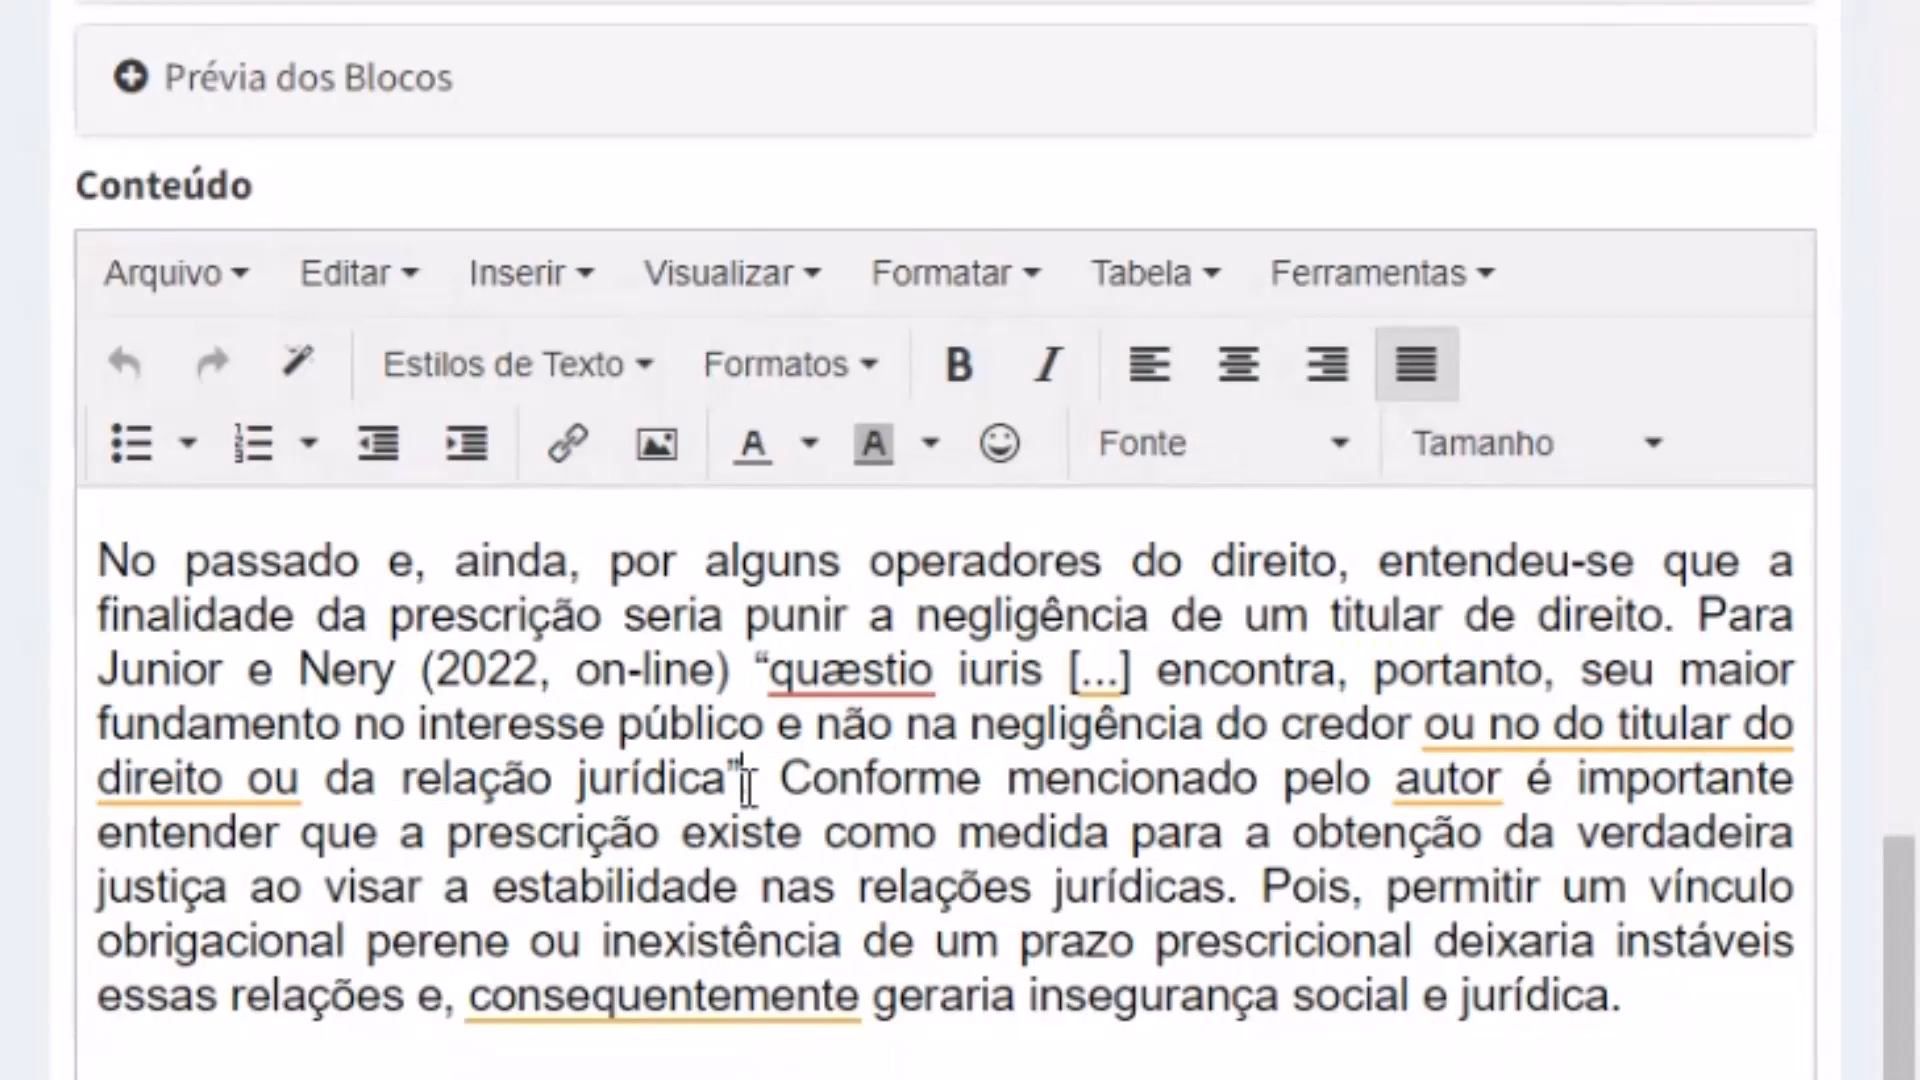 Prévia dos Blocos
Conteúdo
Arquivo Editar Inserir Visualizar Formatar Tabela Ferramentas
Estilos de Texto Formatos B I
A A Fonte Tamanho
No passado e, ainda, por alguns operadores do direito, entendeu-se que a
finalidade da prescrição seria punir a negligência de um titular de direito. Para
Junior e Nery (2022, on-line) “quæstio iuris [...] encontra, portanto, seu maior
fundamento no interesse público e não na negligência do credor ou no do titular do
direito ou da relação jurídica” Conforme mencionado pelo autor é importante
entender que a prescrição existe como medida para a obtenção da verdadeira
justiça ao visar a estabilidade nas relações jurídicas. Pois, permitir um vínculo
obrigacional perene ou inexistência de um prazo prescricional deixaria instáveis
essas relações e, consequentemente geraria insegurança social e jurídica.